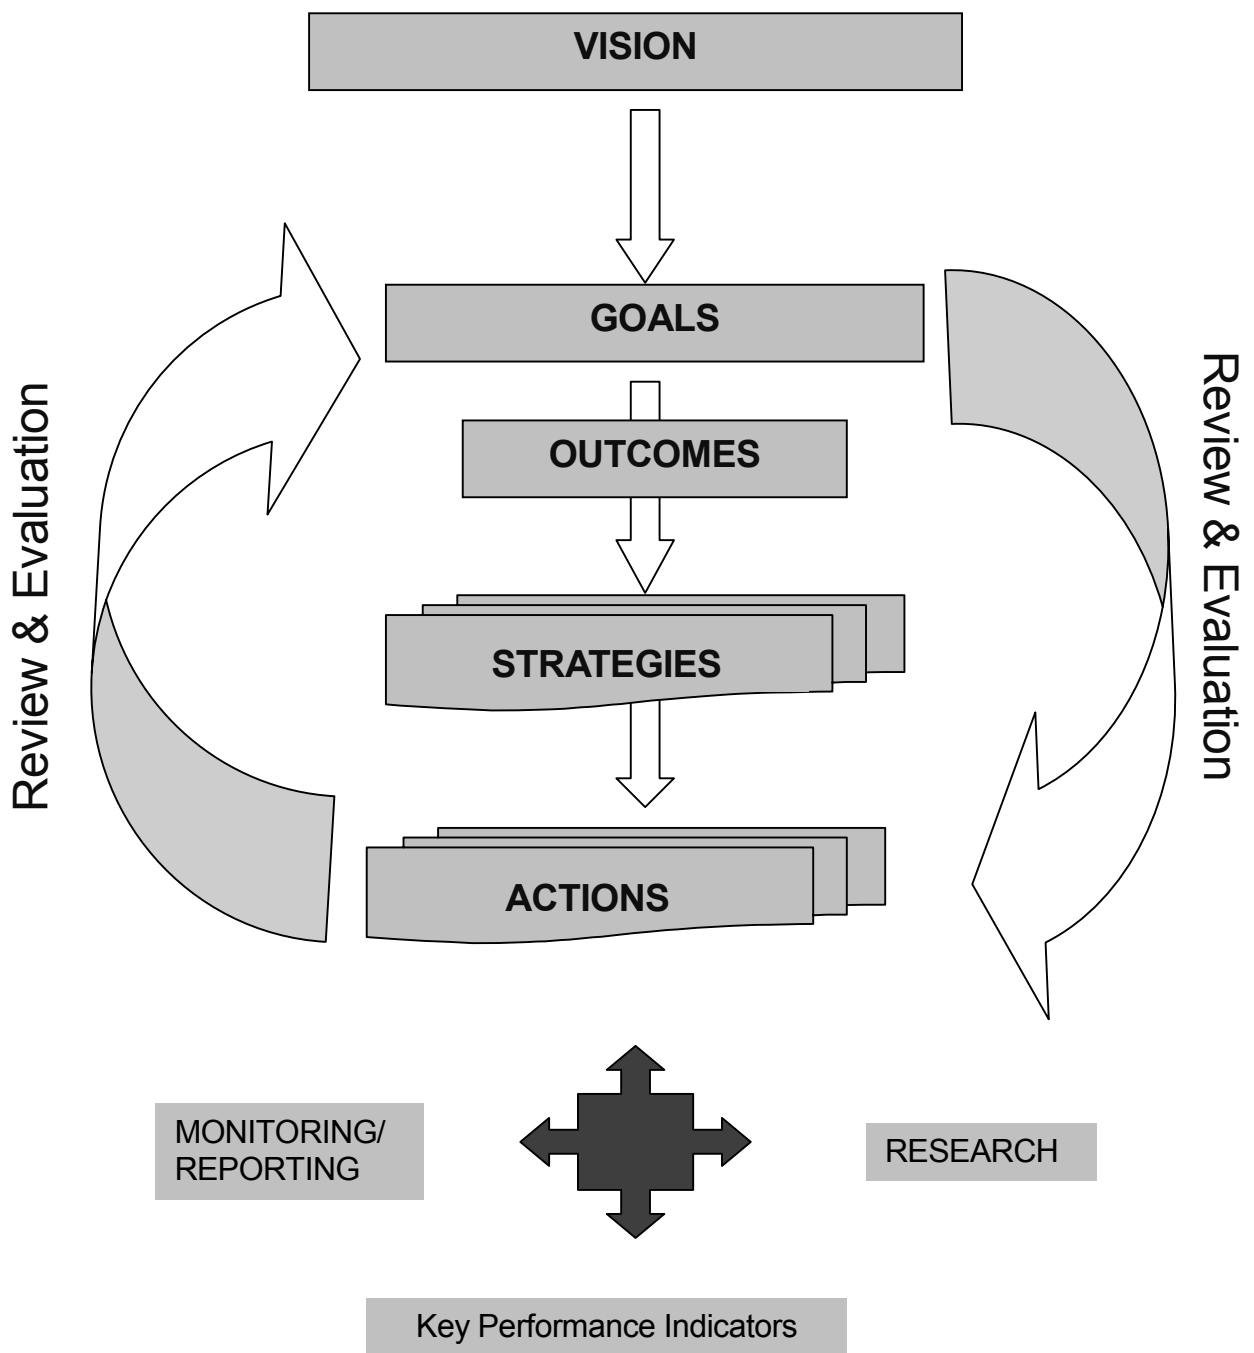 VISION
GOALS
OUTCOMES
STRATEGIES
ACTIONS
Review & Evaluation
Review & Evaluation
MONITORING/
REPORTING
RESEARCH
Key Performance Indicators